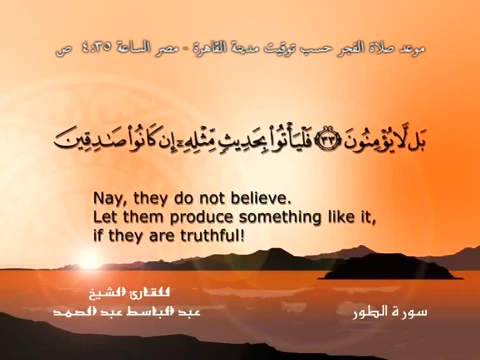 موعد صلاة الفجر حسب توقيت مدينة القاهرة - مصر الساعة ٤:٣٥ ص
بَل لَّا يُؤْمِنُونَ ﴿٣٣﴾ فَلْيَأْتُوا۟ بِحَدِيثٍ مِّثْلِهِۦٓ إِن كَانُوا۟ صَـٰدِقِينَ
Nay, they do not believe.
Let them produce something like it,
if they are truthful!
للقارئ الشيخ
عبد الباسط عبد الصمد
سورة الطور